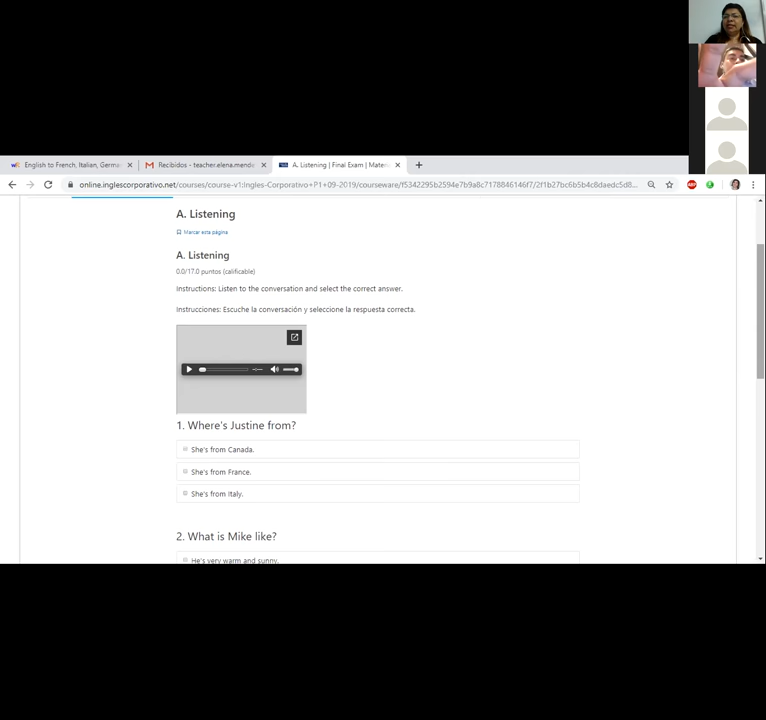 English to French, Italian, Germa
Recibidos - teacher.elena.mende
A. Listening | Final Exam | Mater
online.inglescorporativo.net/courses/course-v1:Ingles-Corporativo+P1+09-2019/courseware/f5342295b2594e7b9a8c7178846146f7/2f1b27bc6b5b4c8daedc5d8...
A. Listening
Marcar esta página
A. Listening
0.0/17.0 puntos (calificable)
Instructions: Listen to the conversation and select the correct answer.
Instrucciones: Escuche la conversación y seleccione la respuesta correcta.
1. Where's Justine from?
She's from Canada.
She's from France.
She's from Italy.
2. What is Mike like?
He's very warm and sunny.